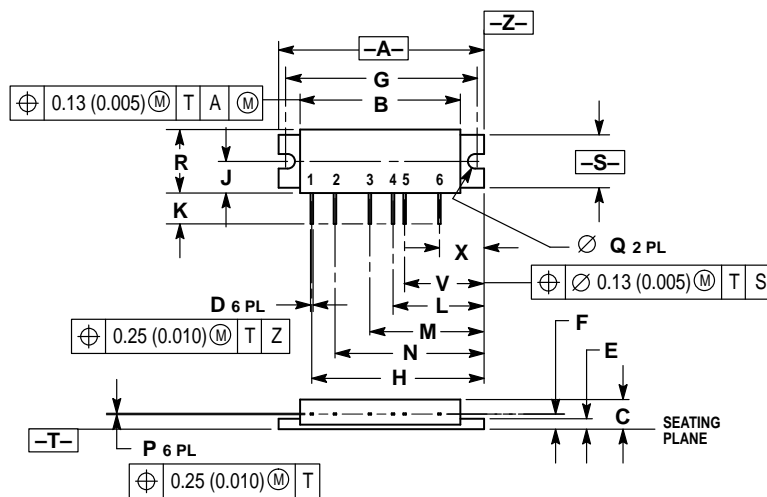 –Z–
–A–
G
⌖ 0.13 (0.005) Ⓜ T A Ⓜ
B
R
J
–S–
1 2 3 4 5 6
K
X
∅ Q 2 PL
V
⌖ ∅ 0.13 (0.005) Ⓜ T S
D 6 PL
L
⌖ 0.25 (0.010) Ⓜ T Z
M
F
N
E
H
C
SEATING
PLANE
–T–
P 6 PL
⌖ 0.25 (0.010) Ⓜ T